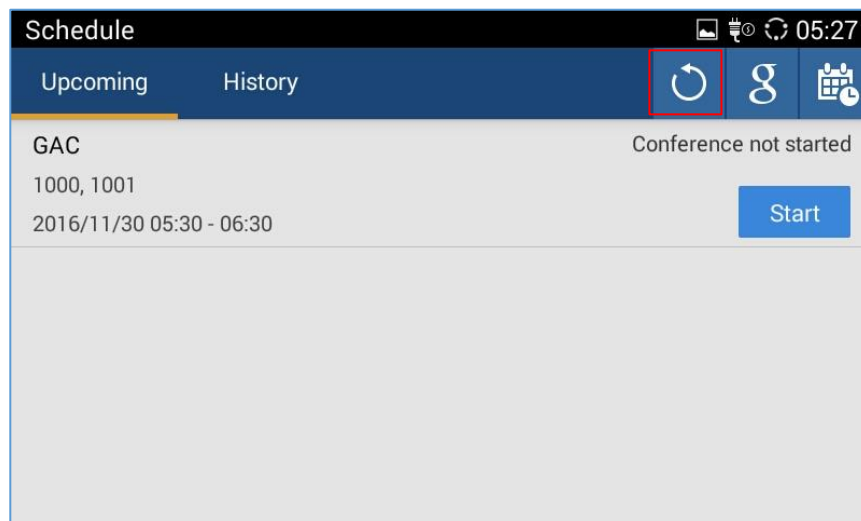 Schedule 05:27
Upcoming History
GAC Conference not started
1000, 1001
2016/11/30 05:30 - 06:30
Start